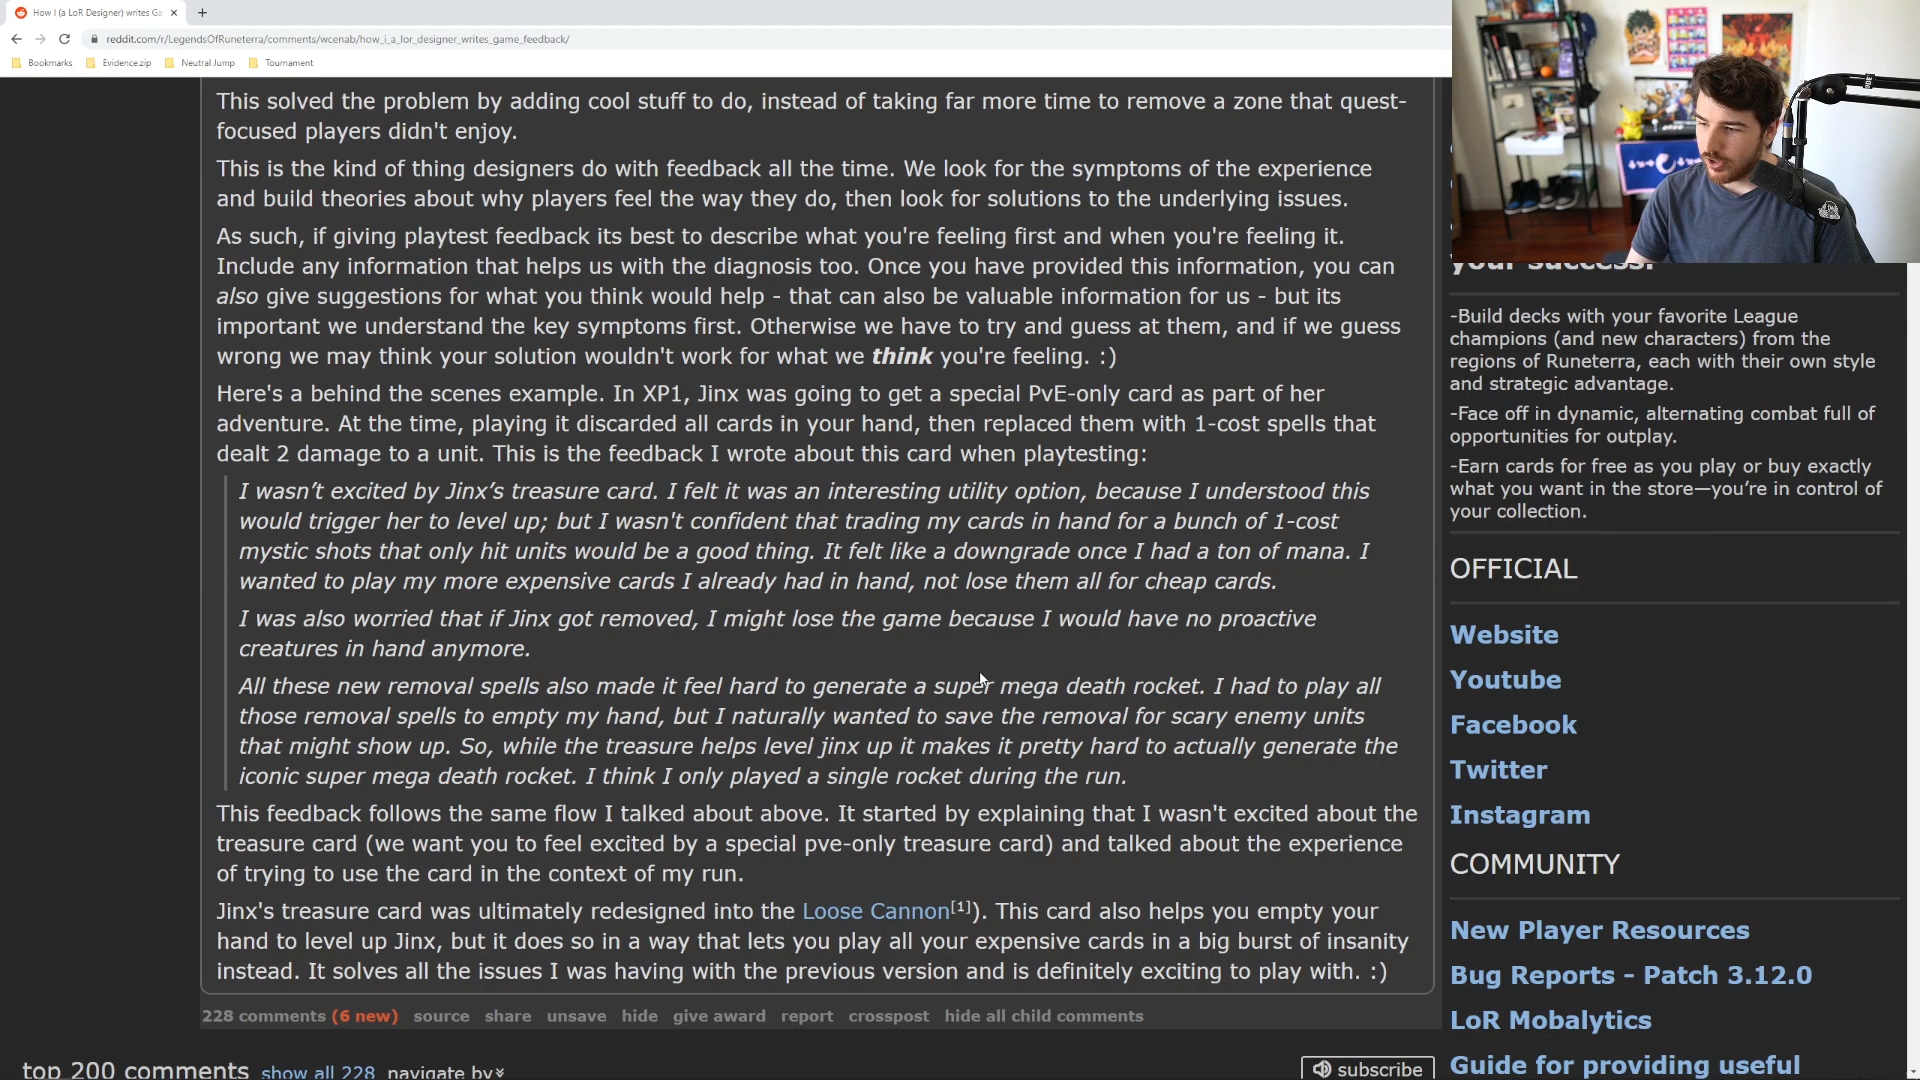 How I (a LoR Designer) writes Ga
reddit.com/r/LegendsOfRuneterra/comments/wcenab/how_i_a_lor_designer_writes_game_feedback/
Bookmarks Evidence.zip Neutral Jump Tournament
This solved the problem by adding cool stuff to do, instead of taking far more time to remove a zone that quest-
focused players didn't enjoy.
This is the kind of thing designers do with feedback all the time. We look for the symptoms of the experience
and build theories about why players feel the way they do, then look for solutions to the underlying issues.
As such, if giving playtest feedback its best to describe what you're feeling first and when you're feeling it.
Include any information that helps us with the diagnosis too. Once you have provided this information, you can
also give suggestions for what you think would help - that can also be valuable information for us - but its
important we understand the key symptoms first. Otherwise we have to try and guess at them, and if we guess
wrong we may think your solution wouldn't work for what we think you're feeling. :)
Here's a behind the scenes example. In XP1, Jinx was going to get a special PvE-only card as part of her
adventure. At the time, playing it discarded all cards in your hand, then replaced them with 1-cost spells that
dealt 2 damage to a unit. This is the feedback I wrote about this card when playtesting:
I wasn’t excited by Jinx’s treasure card. I felt it was an interesting utility option, because I understood this
would trigger her to level up; but I wasn't confident that trading my cards in hand for a bunch of 1-cost
mystic shots that only hit units would be a good thing. It felt like a downgrade once I had a ton of mana. I
wanted to play my more expensive cards I already had in hand, not lose them all for cheap cards.
I was also worried that if Jinx got removed, I might lose the game because I would have no proactive
creatures in hand anymore.
All these new removal spells also made it feel hard to generate a super mega death rocket. I had to play all
those removal spells to empty my hand, but I naturally wanted to save the removal for scary enemy units
that might show up. So, while the treasure helps level jinx up it makes it pretty hard to actually generate the
iconic super mega death rocket. I think I only played a single rocket during the run.
This feedback follows the same flow I talked about above. It started by explaining that I wasn't excited about the
treasure card (we want you to feel excited by a special pve-only treasure card) and talked about the experience
of trying to use the card in the context of my run.
Jinx's treasure card was ultimately redesigned into the Loose Cannon[1]). This card also helps you empty your
hand to level up Jinx, but it does so in a way that lets you play all your expensive cards in a big burst of insanity
instead. It solves all the issues I was having with the previous version and is definitely exciting to play with. :)
228 comments (6 new) source share unsave hide give award report crosspost hide all child comments
top 200 comments show all 228 navigate by
subscribe
your success.
-Build decks with your favorite League
champions (and new characters) from the
regions of Runeterra, each with their own style
and strategic advantage.
-Face off in dynamic, alternating combat full of
opportunities for outplay.
-Earn cards for free as you play or buy exactly
what you want in the store—you’re in control of
your collection.
OFFICIAL
Website
Youtube
Facebook
Twitter
Instagram
COMMUNITY
New Player Resources
Bug Reports - Patch 3.12.0
LoR Mobalytics
Guide for providing useful